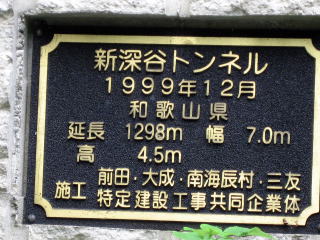 新深谷トンネル
1999年12月
和歌山県
延長 1298m 幅 7.0m
高 4.5m
施工 前田・大成・南海辰村・三友
特定建設工事共同企業体